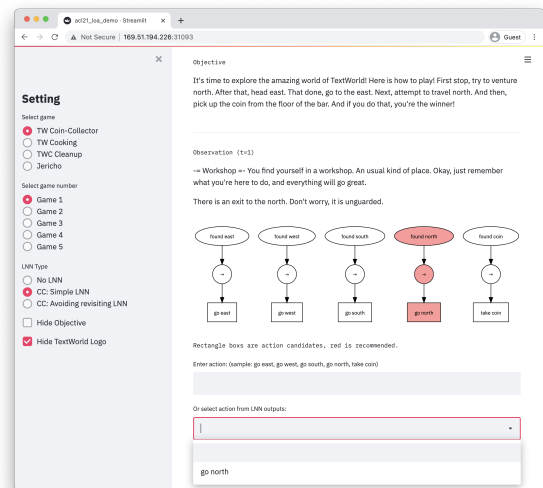 acl21_loa_demo · Streamlit
Not Secure | 169.51.194.226:31093
Guest
Setting
Select game
TW Coin-Collector
TW Cooking
TWC Cleanup
Jericho
Select game number
Game 1
Game 2
Game 3
Game 4
Game 5
LNN Type
No LNN
CC: Simple LNN
CC: Avoiding revisiting LNN
Hide Objective
Hide TextWorld Logo
Objective
It's time to explore the amazing world of TextWorld! Here is how to play! First stop, try to venture
north. After that, head east. That done, go to the east. Next, attempt to travel north. And then,
pick up the coin from the floor of the bar. And if you do that, you're the winner!
Observation (t=1)
-= Workshop =- You find yourself in a workshop. An usual kind of place. Okay, just remember
what you're here to do, and everything will go great.
There is an exit to the north. Don't worry, it is unguarded.
found east found west found south found north found coin
→ → → → →
go east go west go south go north take coin
Rectangle boxes are action candidates, red is recommended.
Enter action: (sample: go east, go west, go south, go north, take coin)
Or select action from LNN outputs:
go north